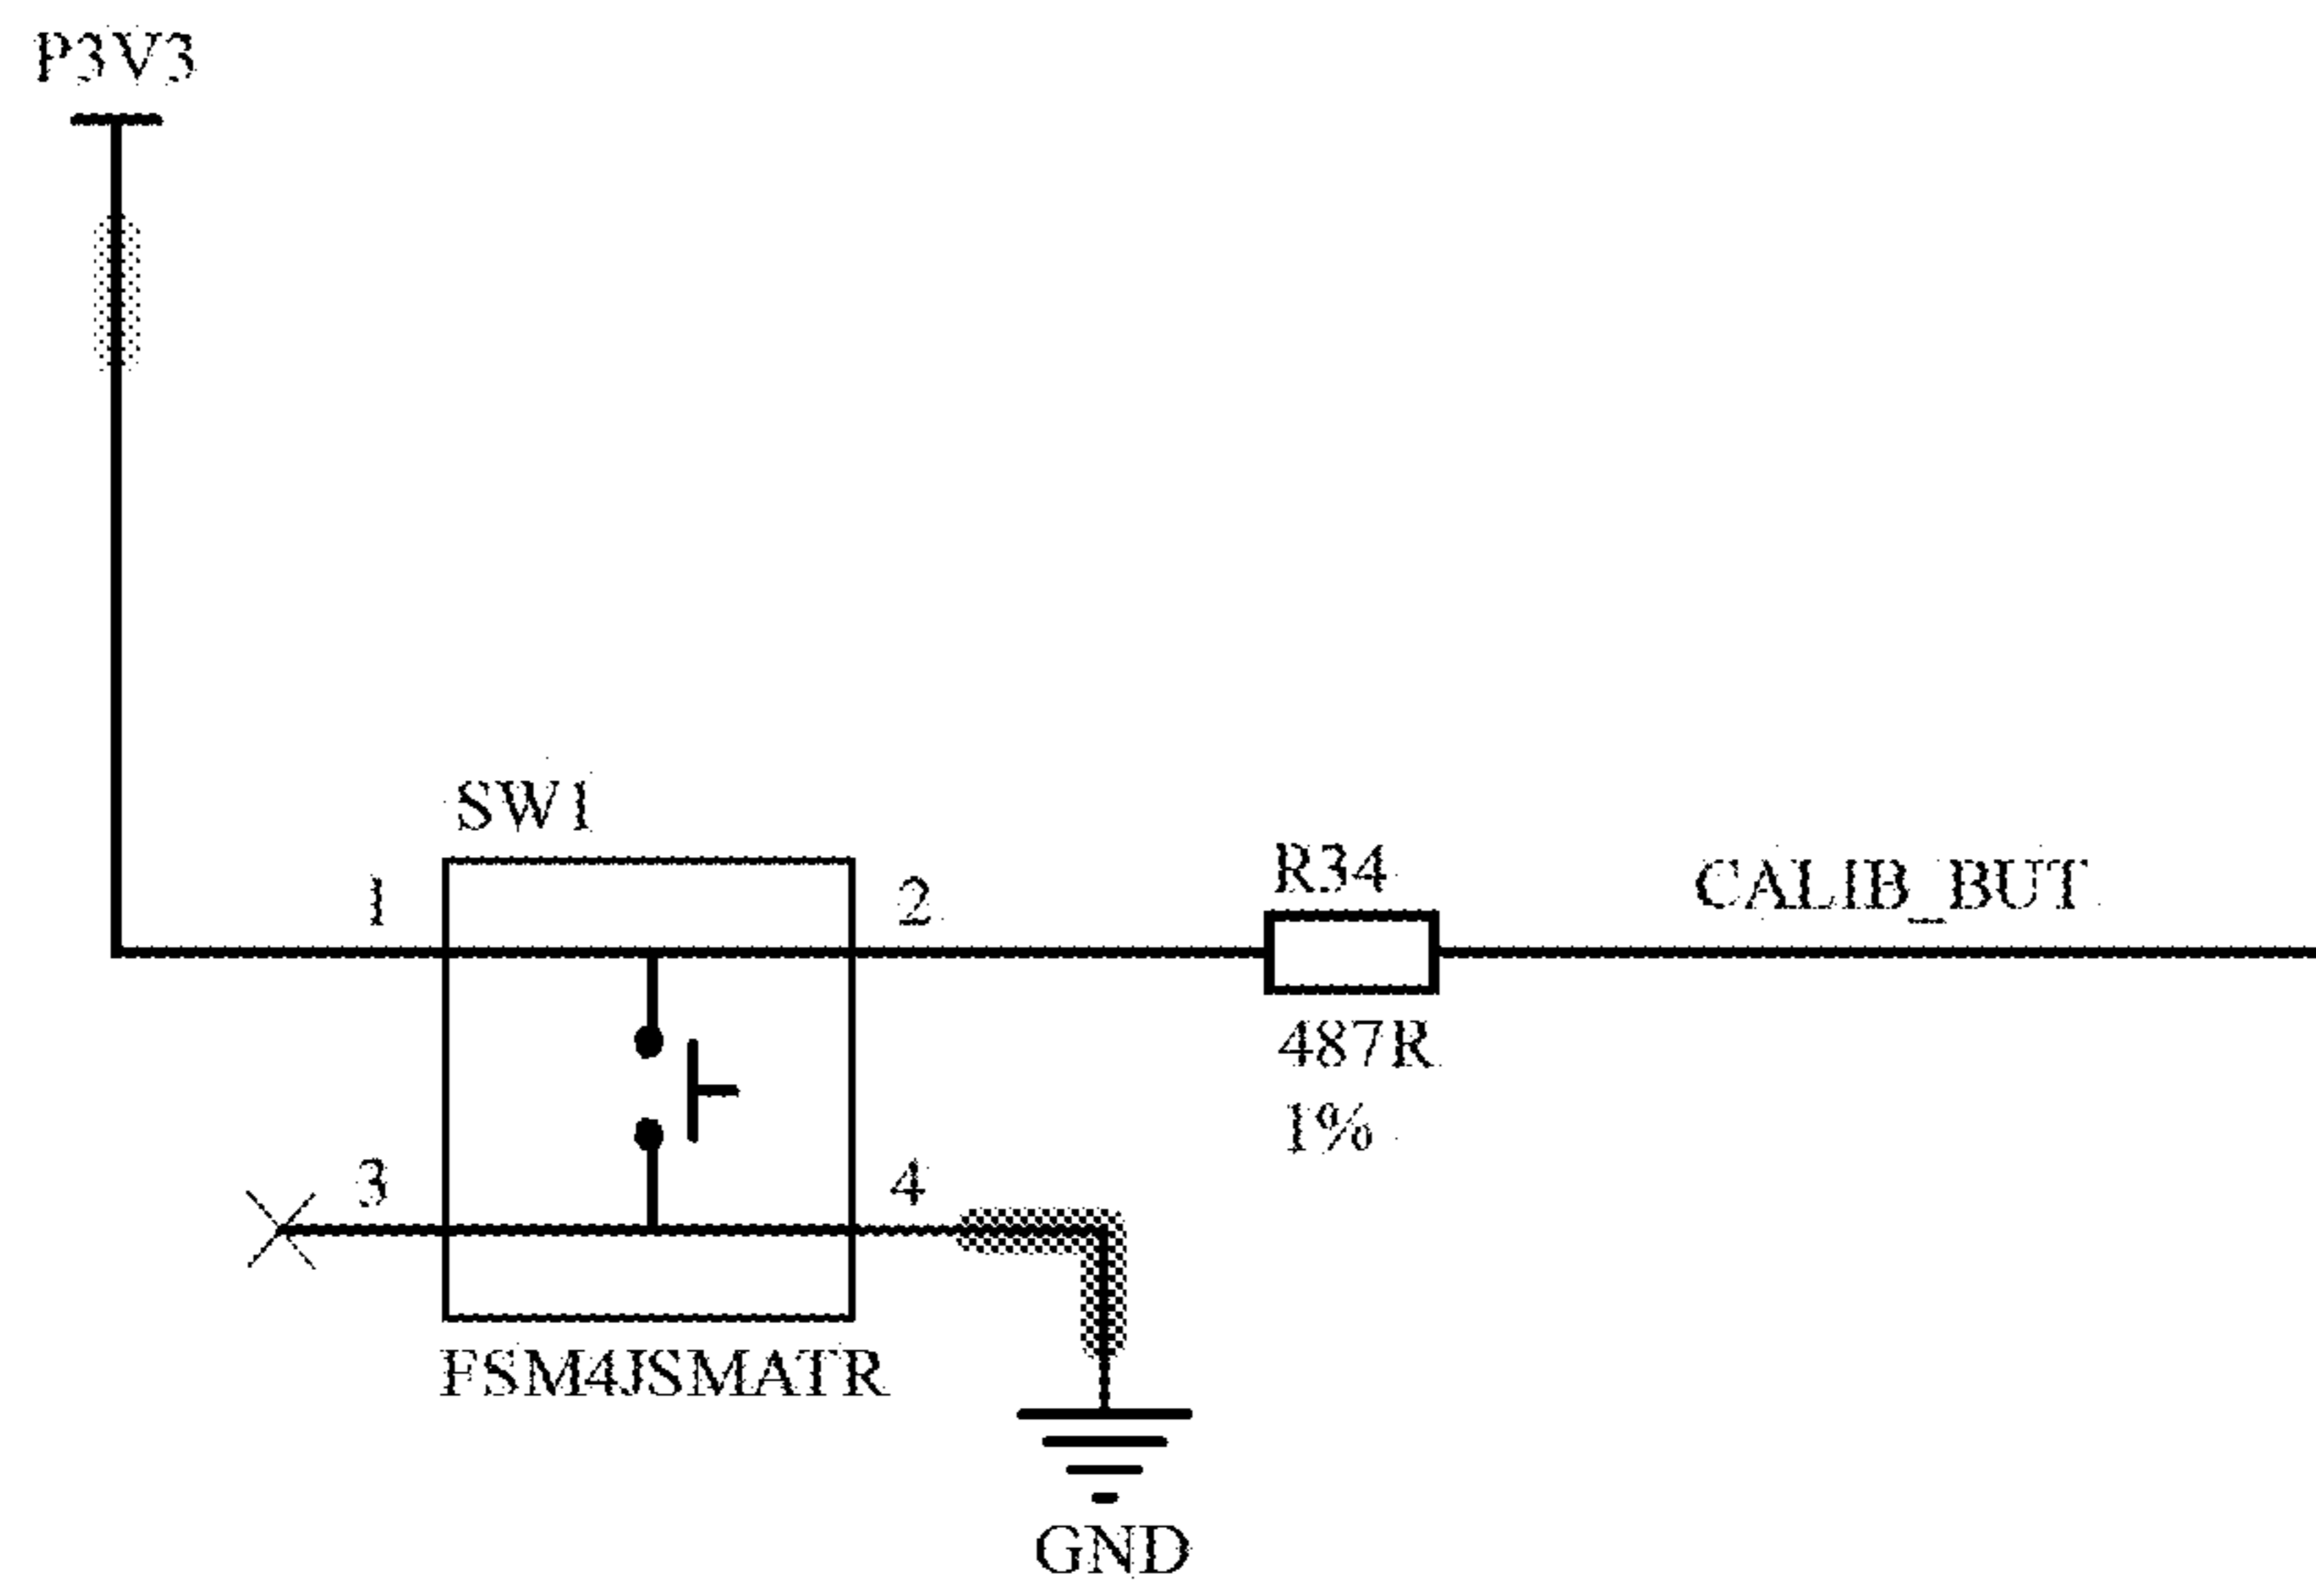 P3V3
SW1
1
2
R34
CALIB_BUT
487R
1%
3
4
FSM4JSMATR
GND